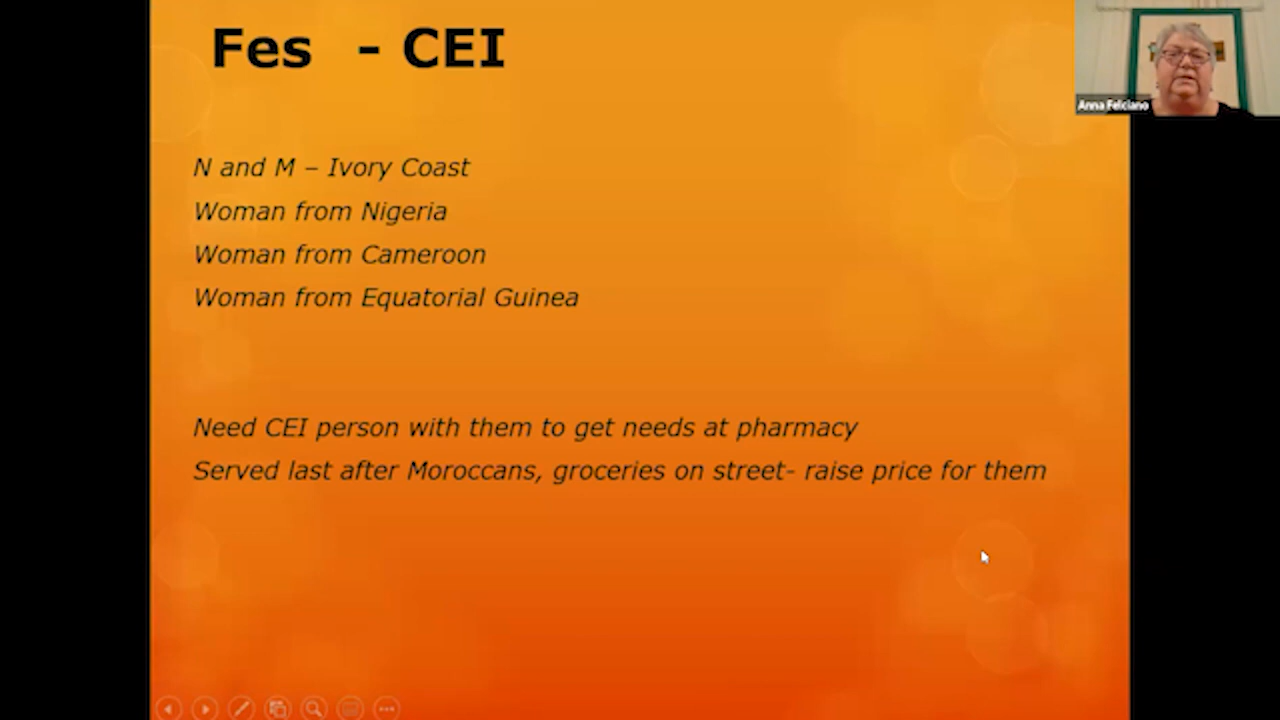 Fes - CEI
Anna Felciano
N and M – Ivory Coast
Woman from Nigeria
Woman from Cameroon
Woman from Equatorial Guinea
Need CEI person with them to get needs at pharmacy
Served last after Moroccans, groceries on street- raise price for them